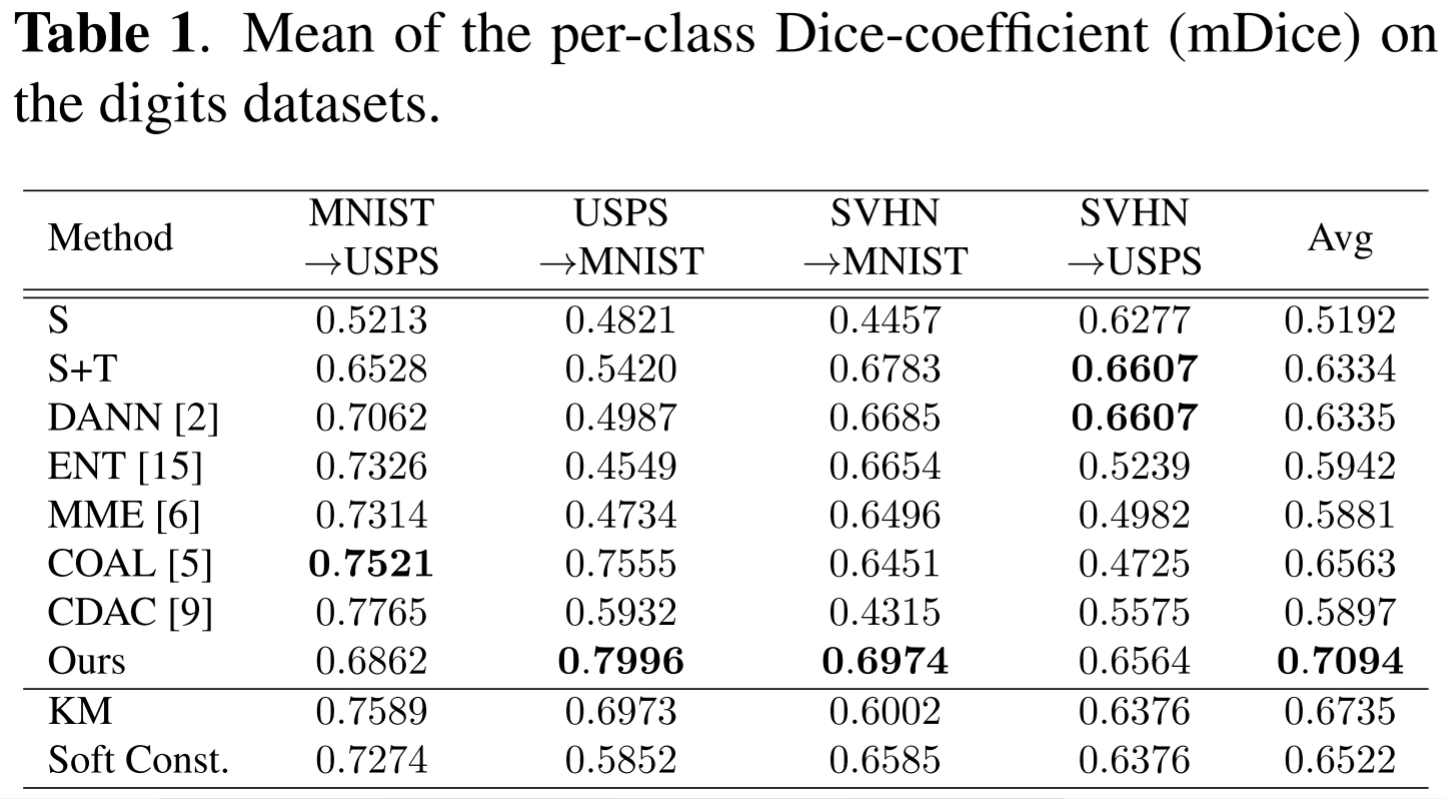 Table 1. Mean of the per-class Dice-coefficient (mDice) on
the digits datasets.
Method MNIST →USPS USPS →MNIST SVHN →MNIST SVHN →USPS Avg
S 0.5213 0.4821 0.4457 0.6277 0.5192
S+T 0.6528 0.5420 0.6783 0.6607 0.6334
DANN [2] 0.7062 0.4987 0.6685 0.6607 0.6335
ENT [15] 0.7326 0.4549 0.6654 0.5239 0.5942
MME [6] 0.7314 0.4734 0.6496 0.4982 0.5881
COAL [5] 0.7521 0.7555 0.6451 0.4725 0.6563
CDAC [9] 0.7765 0.5932 0.4315 0.5575 0.5897
Ours 0.6862 0.7996 0.6974 0.6564 0.7094
KM 0.7589 0.6973 0.6002 0.6376 0.6735
Soft Const. 0.7274 0.5852 0.6585 0.6376 0.6522